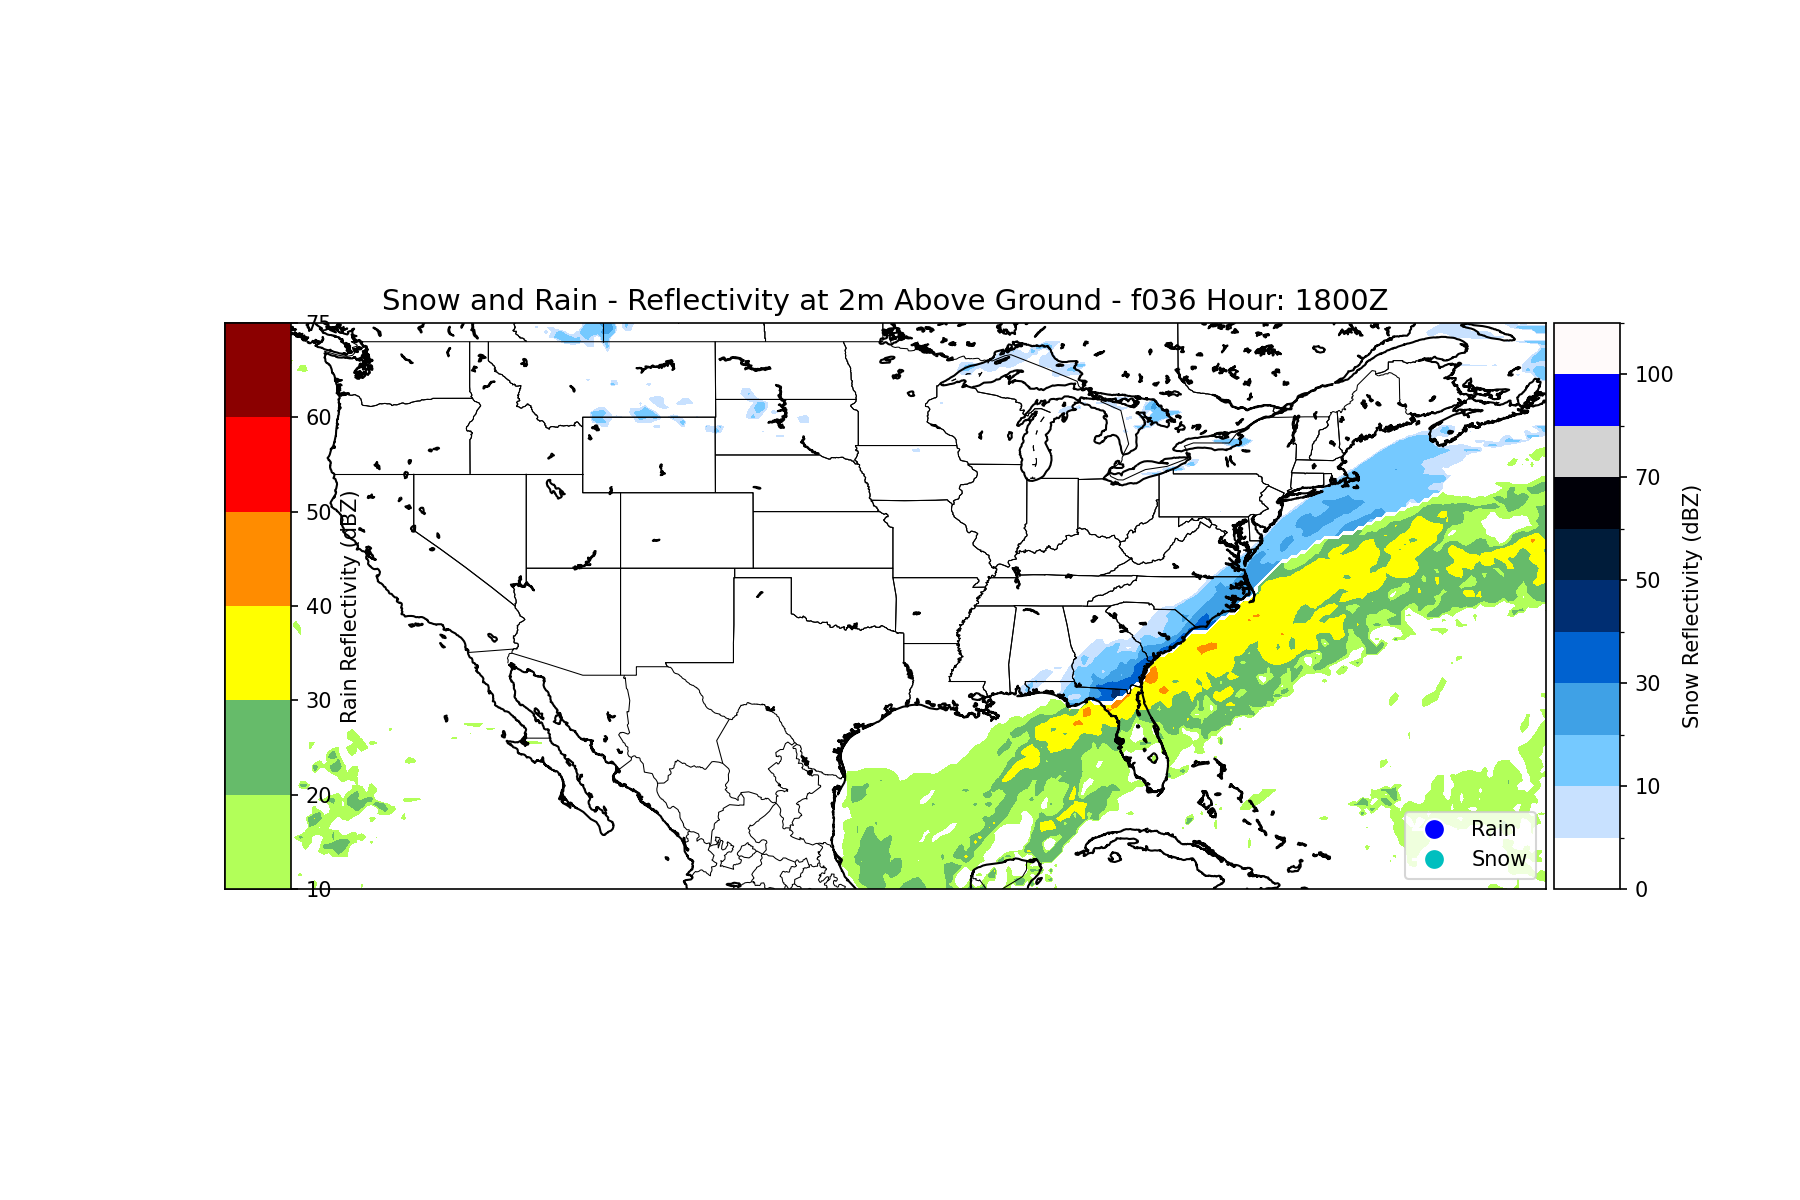 Snow and Rain - Reflectivity at 2m Above Ground - f036 Hour: 1800Z
75
60
50
40
30
20
10
Rain Reflectivity (dBZ)
100
70
50
30
10
0
Snow Reflectivity (dBZ)
Rain
Snow